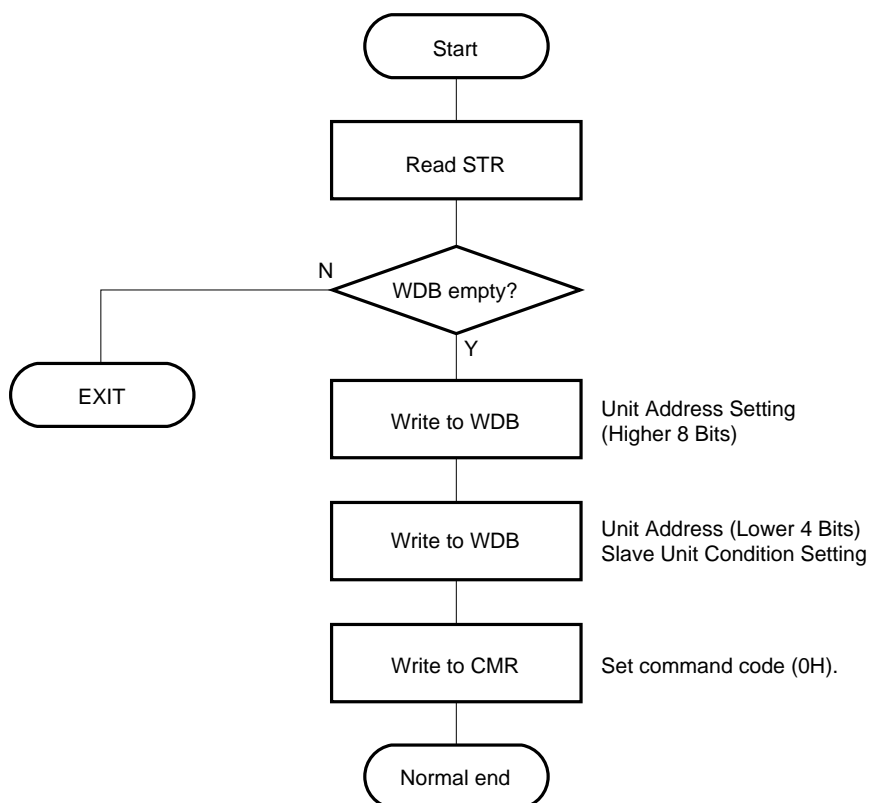 Start
Read STR
N
WDB empty?
Y
EXIT
Write to WDB
Unit Address Setting
(Higher 8 Bits)
Write to WDB
Unit Address (Lower 4 Bits)
Slave Unit Condition Setting
Write to CMR
Set command code (0H).
Normal end